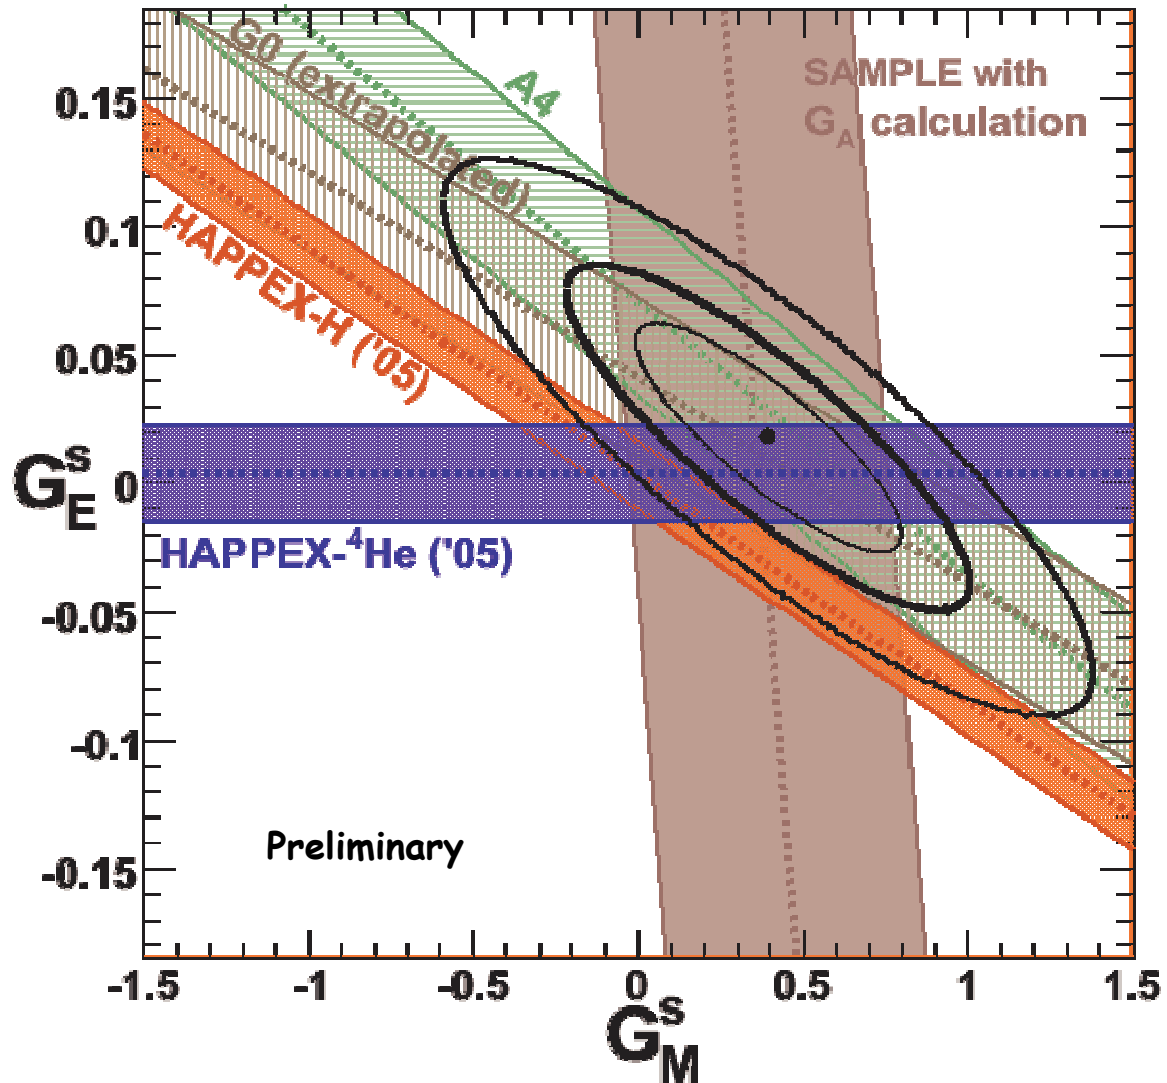 G0 (extrapolated)
A4
SAMPLE with
G_A calculation
0.15
0.1
0.05
0
-0.05
-0.1
-0.15
G_E^s
HAPPEX-H ('05)
HAPPEX-⁴He ('05)
Preliminary
-1.5 -1 -0.5 0 0.5 1 1.5
G_M^s